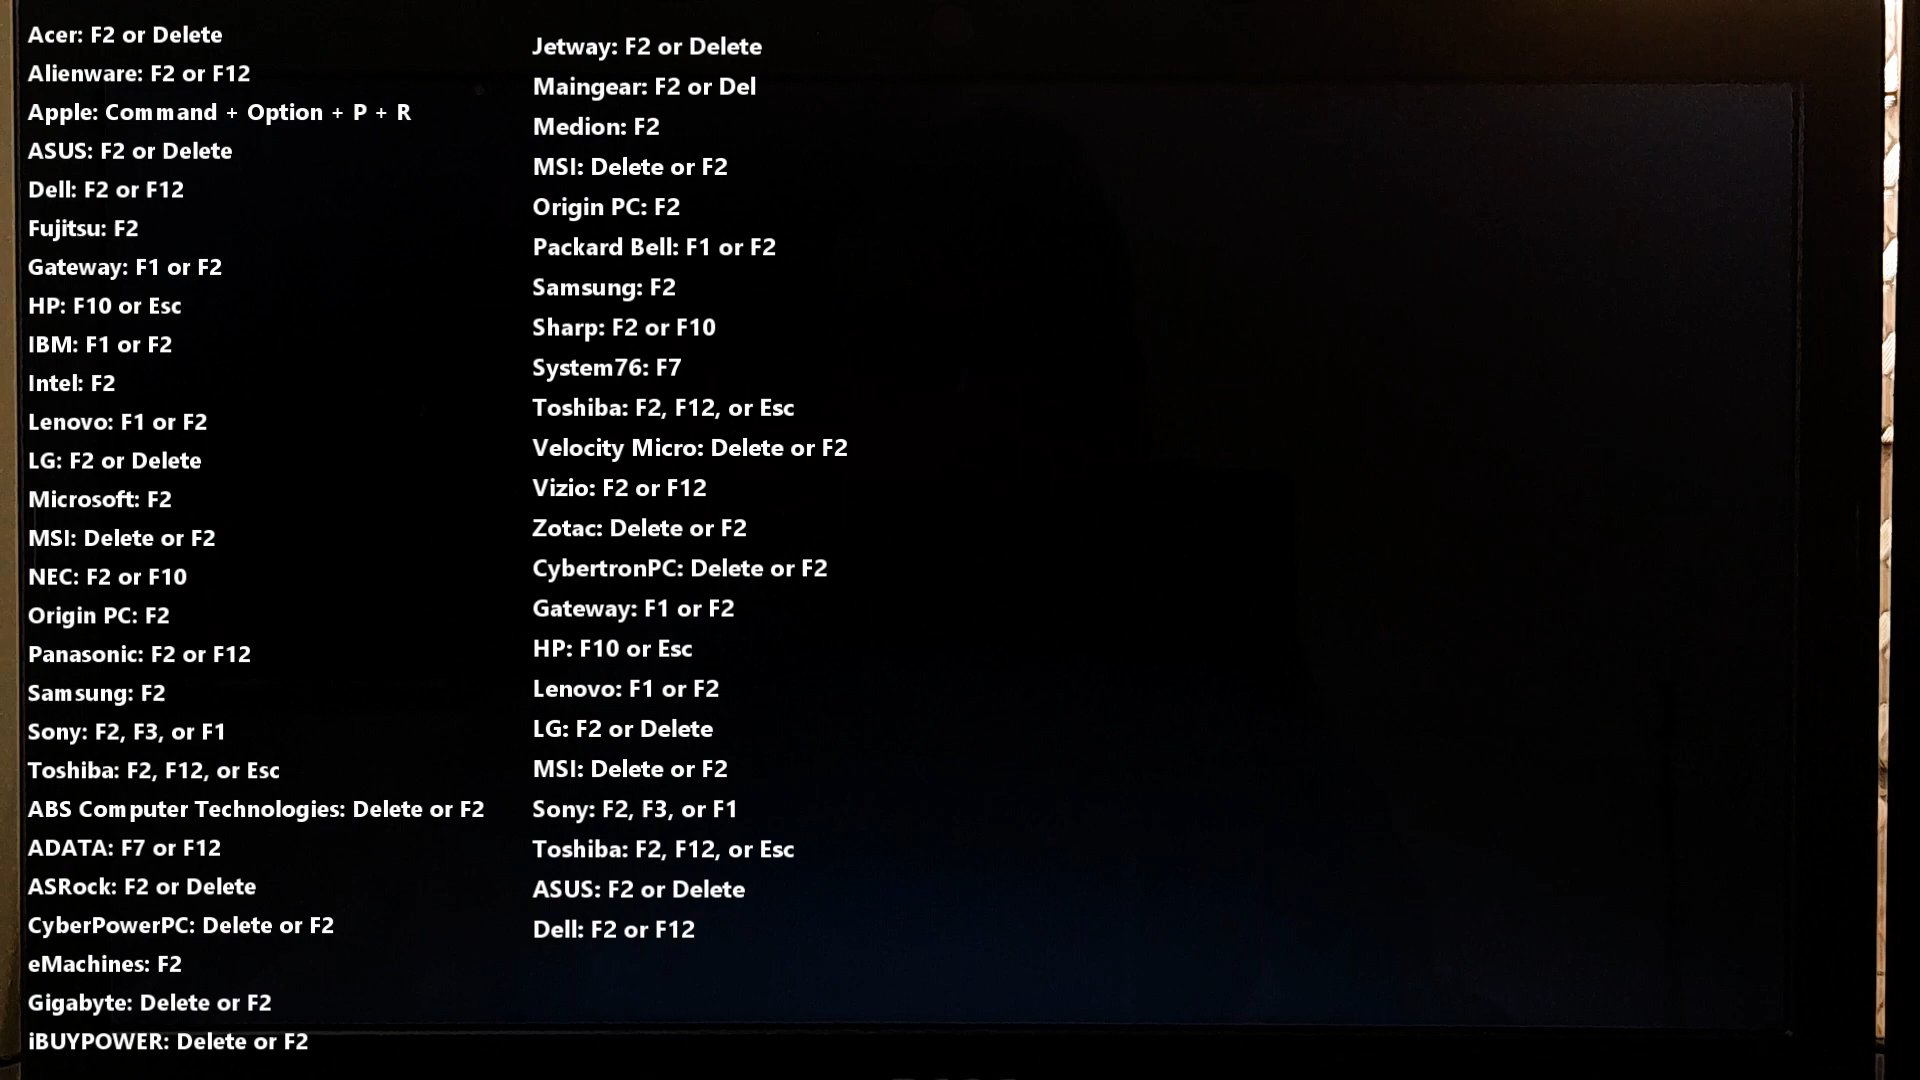 Acer: F2 or Delete
Alienware: F2 or F12
Apple: Command + Option + P + R
ASUS: F2 or Delete
Dell: F2 or F12
Fujitsu: F2
Gateway: F1 or F2
HP: F10 or Esc
IBM: F1 or F2
Intel: F2
Lenovo: F1 or F2
LG: F2 or Delete
Microsoft: F2
MSI: Delete or F2
NEC: F2 or F10
Origin PC: F2
Panasonic: F2 or F12
Samsung: F2
Sony: F2, F3, or F1
Toshiba: F2, F12, or Esc
ABS Computer Technologies: Delete or F2
ADATA: F7 or F12
ASRock: F2 or Delete
CyberPowerPC: Delete or F2
eMachines: F2
Gigabyte: Delete or F2
iBUYPOWER: Delete or F2
Jetway: F2 or Delete
Maingear: F2 or Del
Medion: F2
MSI: Delete or F2
Origin PC: F2
Packard Bell: F1 or F2
Samsung: F2
Sharp: F2 or F10
System76: F7
Toshiba: F2, F12, or Esc
Velocity Micro: Delete or F2
Vizio: F2 or F12
Zotac: Delete or F2
CybertronPC: Delete or F2
Gateway: F1 or F2
HP: F10 or Esc
Lenovo: F1 or F2
LG: F2 or Delete
MSI: Delete or F2
Sony: F2, F3, or F1
Toshiba: F2, F12, or Esc
ASUS: F2 or Delete
Dell: F2 or F12